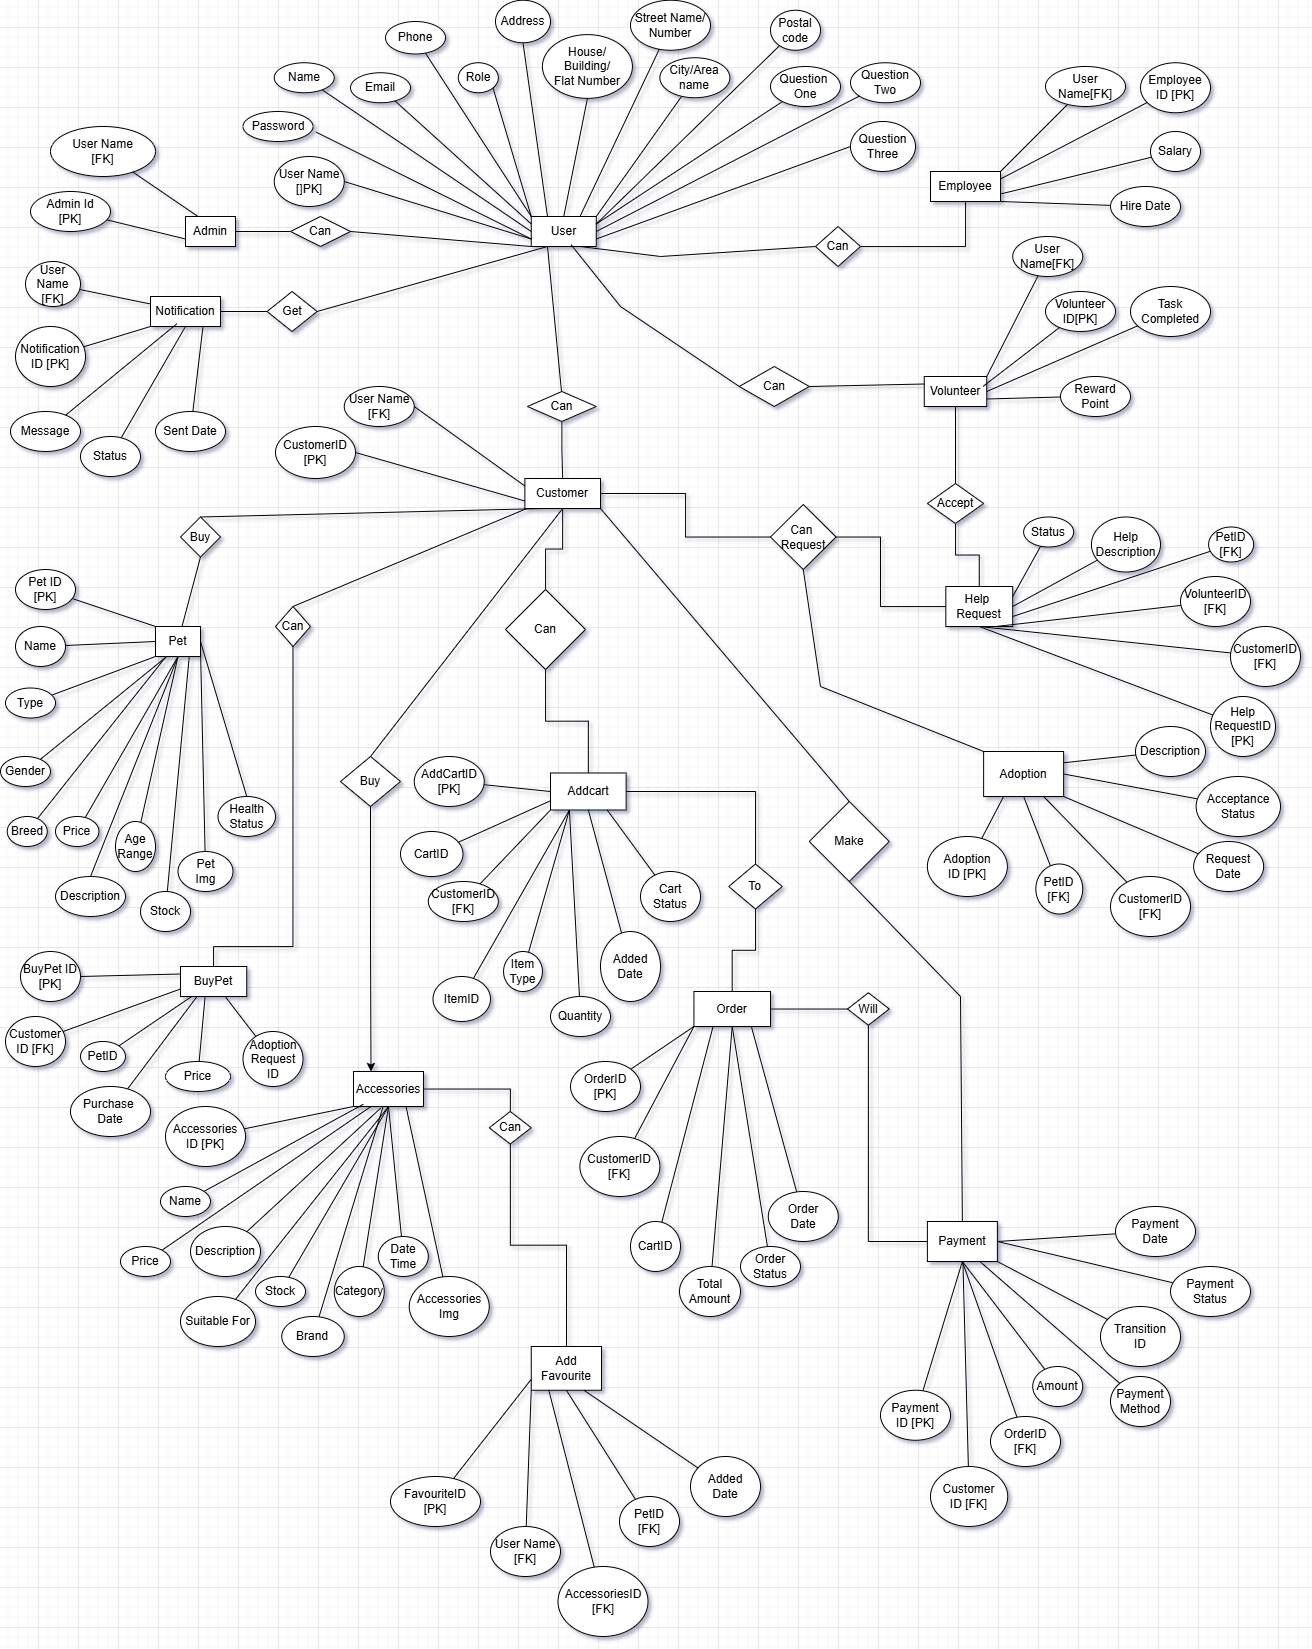 Address
Street Name/
Number
Postal
code
Phone
House/
Building/
Flat Number
Name
Email
Role
City/Area
name
Question
One
Question
Two
User
Name[FK]
Employee
ID [PK]
Password
Question
Three
User Name
[FK]
Salary
User Name
[]PK]
Employee
Admin Id
[PK]
Hire Date
Admin
Can
User
Can
User
Name[FK]
User
Name
[FK]
Notification
Get
Volunteer
ID[PK]
Task
Completed
Notification
ID [PK]
Can
Volunteer
Reward
Point
User Name
[FK]
Can
Message
Status
Sent Date
CustomerID
[PK]
Customer
Accept
Buy
Can
Request
Status
Help
Description
PetID
[FK]
Pet ID
[PK]
Help
Request
VolunteerID
[FK]
Can
Can
Pet
Name
CustomerID
[FK]
Type
Help
RequestID
[PK]
Gender
Buy
AddCartID
[PK]
Addcart
Adoption
Description
Breed
Price
Age
Range
Health
Status
Make
Acceptance
Status
CartID
Pet
Img
Description
Stock
CustomerID
[FK]
Cart
Status
To
Adoption
ID [PK]
PetID
[FK]
CustomerID
[FK]
Request
Date
BuyPet ID
[PK]
BuyPet
ItemID
Item
Type
Quantity
Added
Date
Order
Will
Customer
ID [FK]
PetID
Price
Adoption
Request
ID
Purchase
Date
Accessories
OrderID
[PK]
Accessories
ID [PK]
Can
CustomerID
[FK]
Name
Price
Description
Date
Time
CartID
Order
Date
Payment
Payment
Date
Suitable For
Stock
Brand
Category
Accessories
Img
Total
Amount
Order
Status
Payment
Status
Transition
ID
Add
Favourite
Amount
Payment
Method
Payment
ID [PK]
OrderID
[FK]
Customer
ID [FK]
FavouriteID
[PK]
User Name
[FK]
AccessoriesID
[FK]
PetID
[FK]
Added
Date